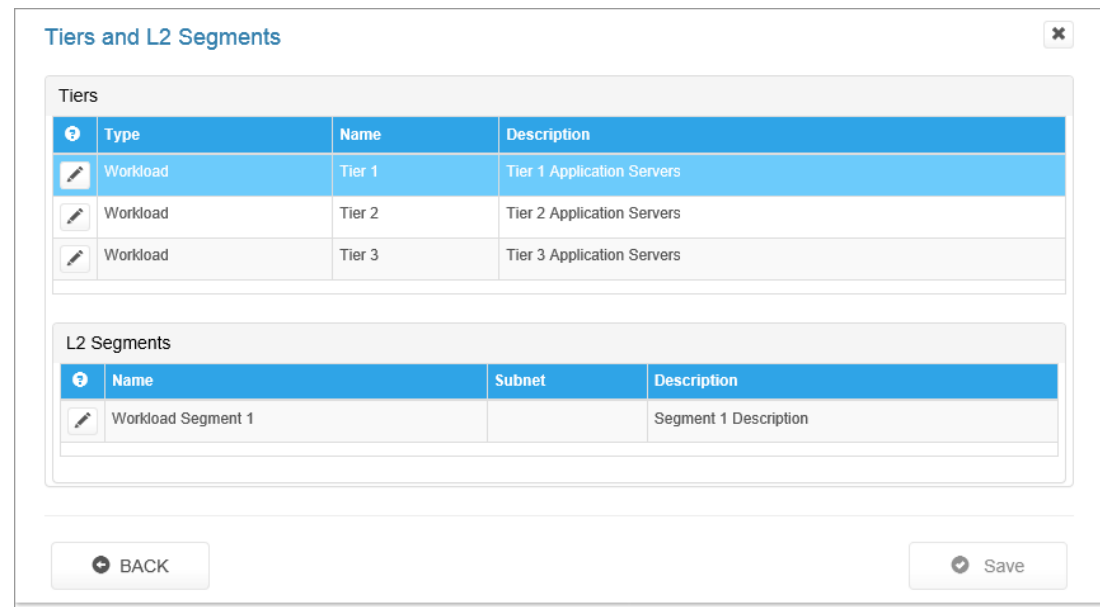 Tiers and L2 Segments
Tiers
Type Name Description
Workload Tier 1 Tier 1 Application Servers
Workload Tier 2 Tier 2 Application Servers
Workload Tier 3 Tier 3 Application Servers
L2 Segments
Name Subnet Description
Workload Segment 1 Segment 1 Description
BACK Save